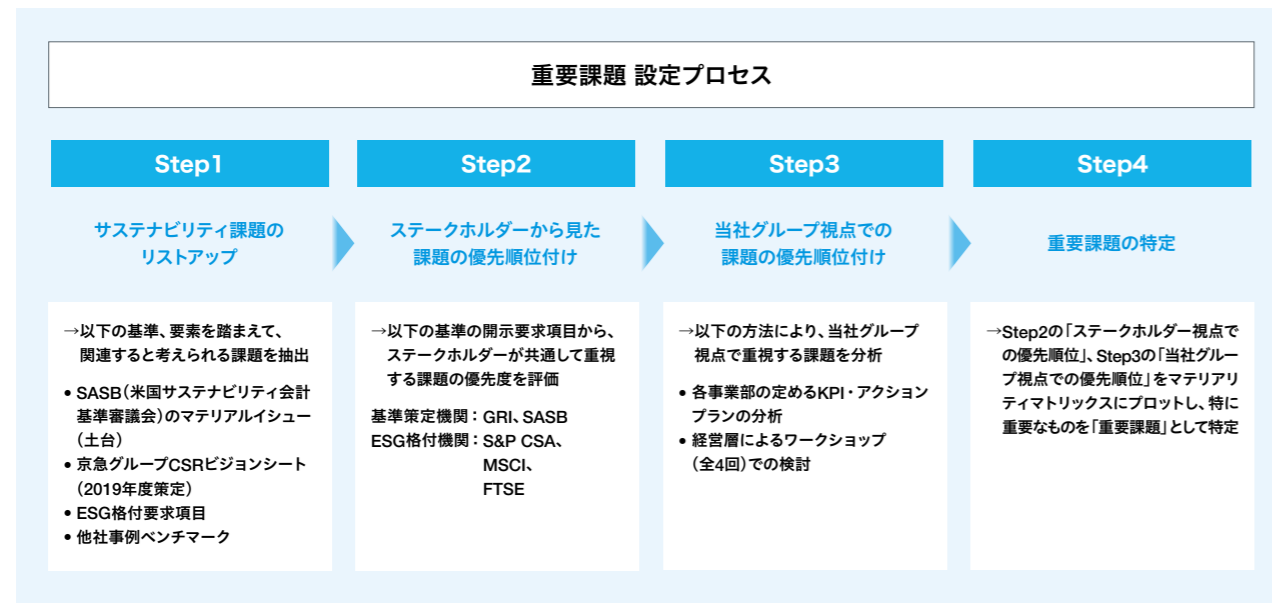 重要課題 設定プロセス
Step1
サステナビリティ課題の
リストアップ
→以下の基準、要素を踏まえて、
関連すると考えられる課題を抽出
• SASB（米国サステナビリティ会計
基準審議会）のマテリアルイシュー
（土台）
• 京急グループCSRビジョンシート
（2019年度策定）
• ESG格付要求項目
• 他社事例ベンチマーク
Step2
ステークホルダーから見た
課題の優先順位付け
→以下の基準の開示要求項目から、
ステークホルダーが共通して重視
する課題の優先度を評価
基準策定機関：GRI、SASB
ESG格付機関：S&P CSA、
MSCI、
FTSE
Step3
当社グループ視点での
課題の優先順位付け
→以下の方法により、当社グループ
視点で重視する課題を分析
• 各事業部の定めるKPI・アクション
プランの分析
• 経営層によるワークショップ
（全4回）での検討
Step4
重要課題の特定
→Step2の「ステークホルダー視点で
の優先順位」、Step3の「当社グルー
プ視点での優先順位」をマテリアリ
ティマトリックスにプロットし、特に
重要なものを「重要課題」として特定